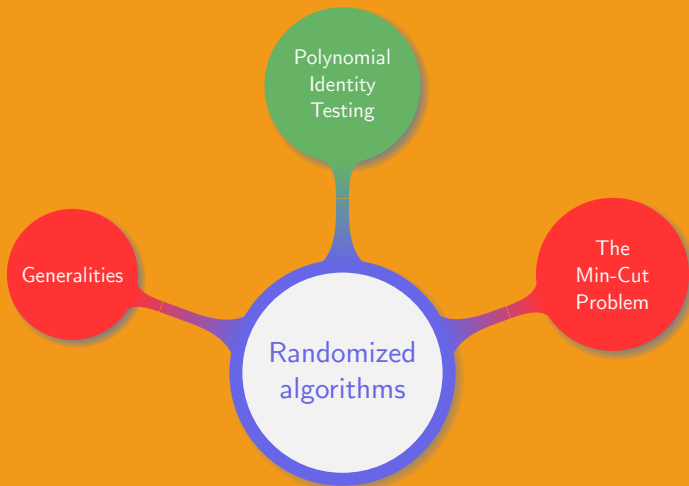 Polynomial
Identity
Testing
Generalities
The
Min-Cut
Problem
Randomized
algorithms